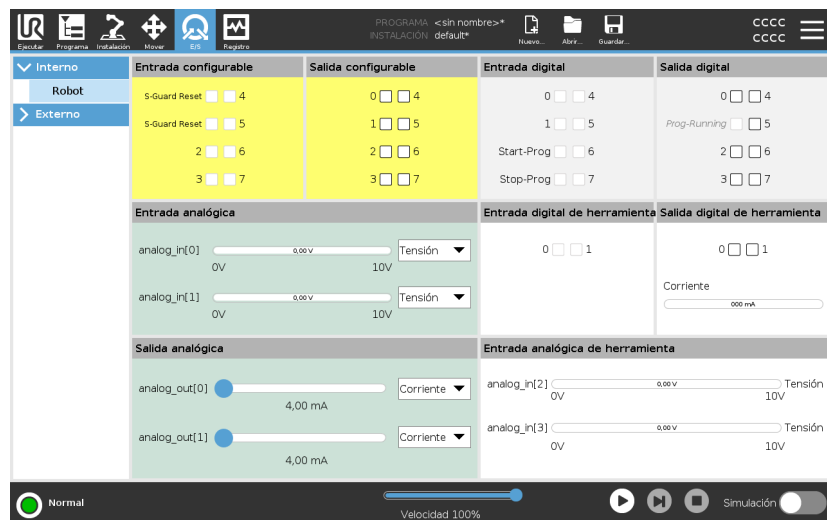 UR
PROGRAMA <sin nombre>*
INSTALACIÓN default*
CCCC
CCCC
Ejecutar Programa Instalación Mover E/S Registro Nuevo... Abrir... Guardar...
Interno
Robot
Externo
Entrada configurable
S-Guard Reset 4
S-Guard Reset 5
2 6
3 7
Salida configurable
0 4
1 5
2 6
3 7
Entrada digital
0 4
1 5
Start-Prog 6
Stop-Prog 7
Salida digital
0 4
Prog-Running 5
2 6
3 7
Entrada analógica
analog_in[0] 0,00 V Tensión
0V 10V
analog_in[1] 0,00 V Tensión
0V 10V
Entrada digital de herramienta
0 1
Salida digital de herramienta
0 1
Corriente
000 mA
Salida analógica
analog_out[0] Corriente
4,00 mA
analog_out[1] Corriente
4,00 mA
Entrada analógica de herramienta
analog_in[2] 0,00 V Tensión
0V 10V
analog_in[3] 0,00 V Tensión
0V 10V
Normal
Velocidad 100%
Simulación